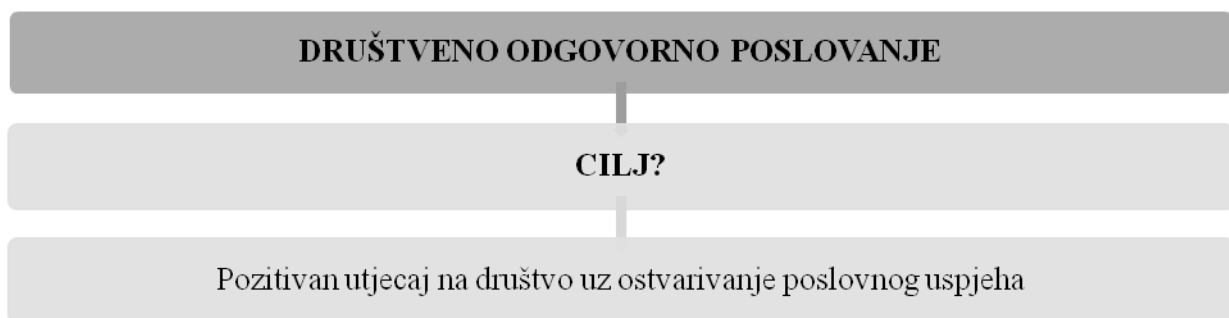 DRUŠTVENO ODGOVORNO POSLOVANJE
CILJ?
Pozitivan utjecaj na društvo uz ostvarivanje poslovnog uspjeha